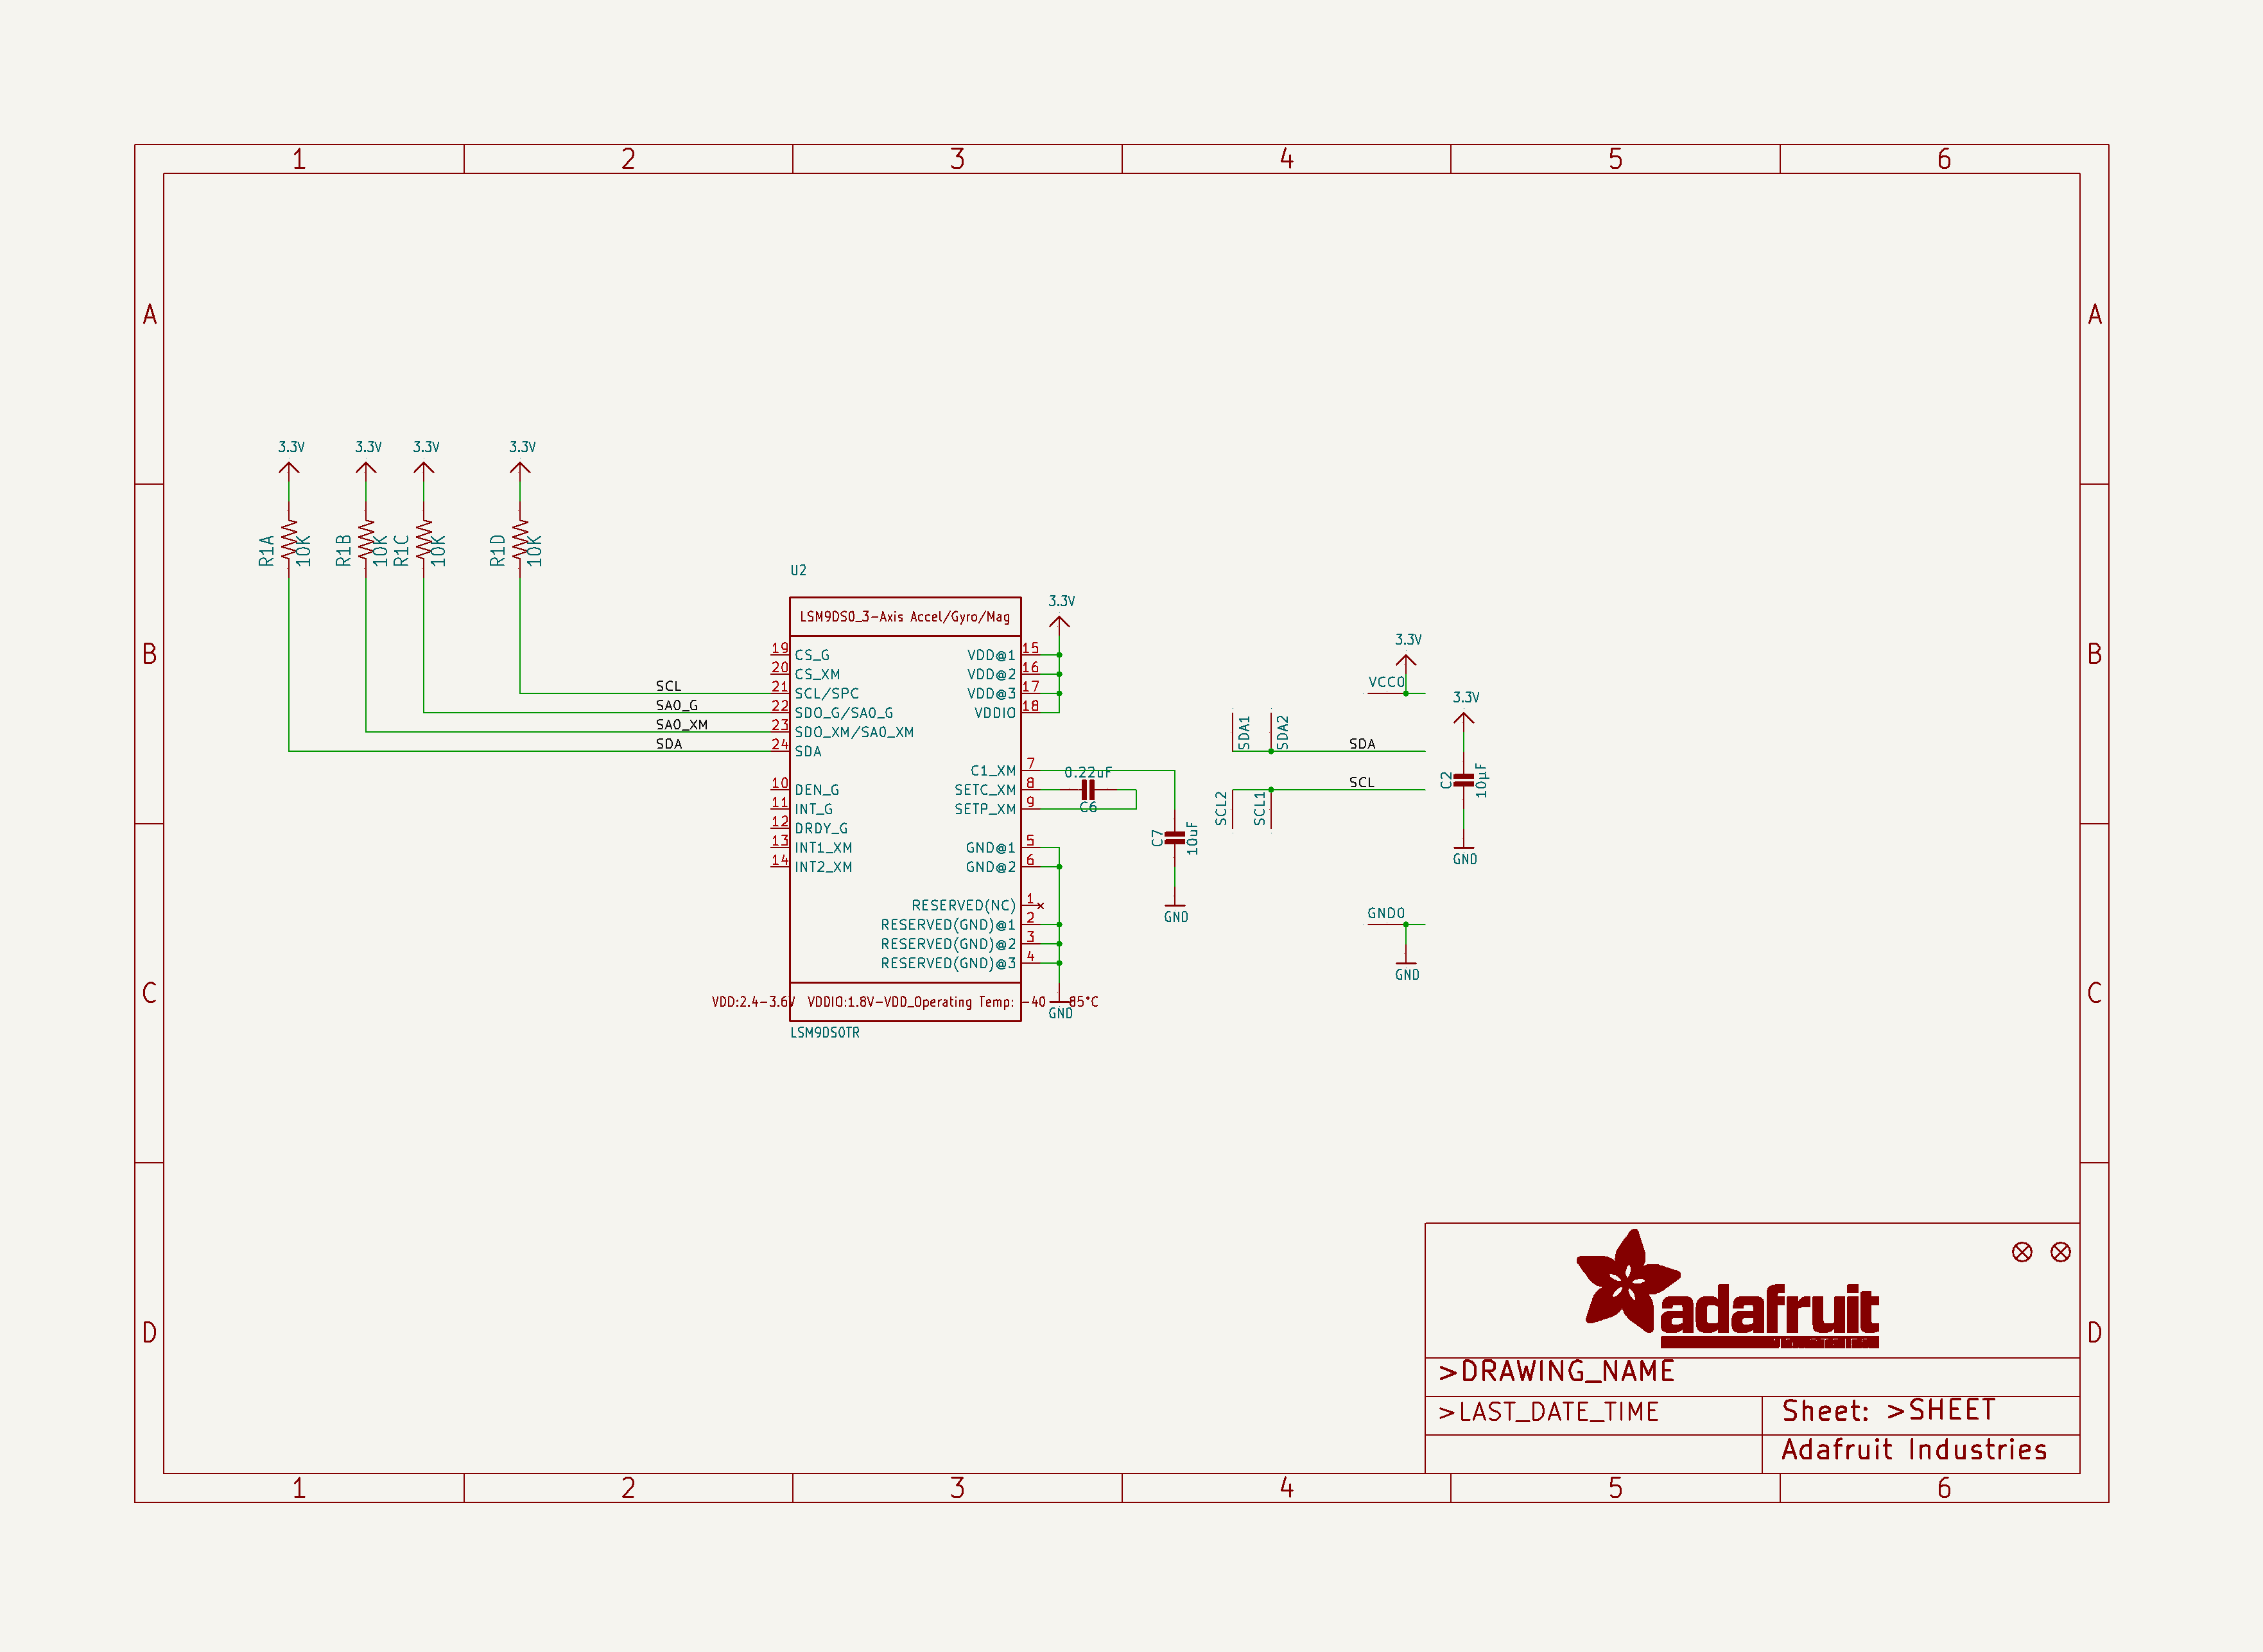 1 2 3 4 5 6
A A
3.3V 3.3V 3.3V 3.3V
R1A 10K R1B 10K R1C 10K R1D 10K
U2
LSM9DS0_3-Axis Accel/Gyro/Mag
3.3V
B B
19 CS_G VDD@1 15
20 CS_XM VDD@2 16
SCL 21 SCL/SPC VDD@3 17
SA0_G 22 SDO_G/SA0_G VDDIO 18
SA0_XM 23 SDO_XM/SA0_XM
SDA 24 SDA
C1_XM 7
10 DEN_G SETC_XM 8
11 INT_G SETP_XM 9
12 DRDY_G
13 INT1_XM GND@1 5
14 INT2_XM GND@2 6
RESERVED(NC) 1
RESERVED(GND)@1 2
RESERVED(GND)@2 3
RESERVED(GND)@3 4
VDD:2.4-3.6V VDDIO:1.8V-VDD_Operating Temp: -40 85°C
GND
LSM9DS0TR
0.22uF
C6
C7 10uF
GND
3.3V
VCC0
SDA1 SDA2 SDA
SCL2 SCL1 SCL
3.3V
C2 10µF
GND
GND0
GND
C C
D D
adafruit
>DRAWING_NAME
>LAST_DATE_TIME
Sheet: >SHEET
Adafruit Industries
1 2 3 4 5 6